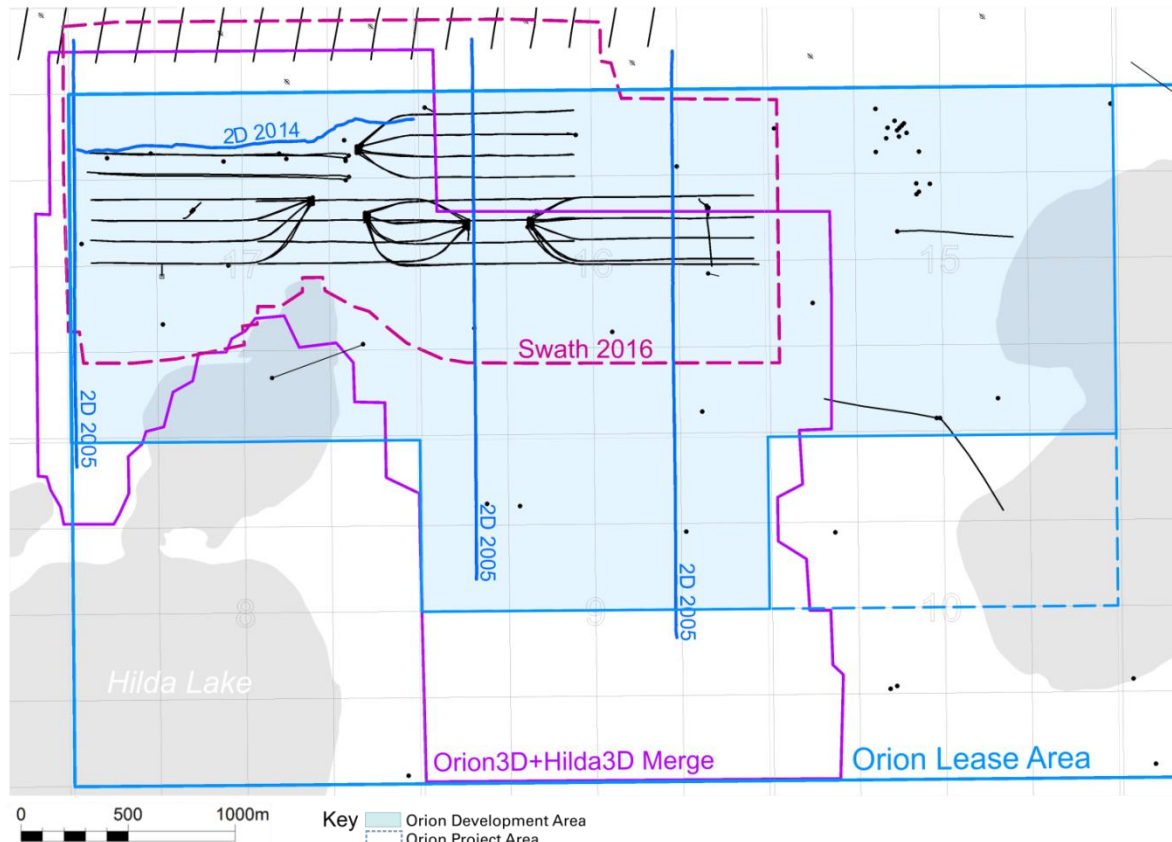 2D 2014
17
16
15
Swath 2016
2D 2005
2D 2005
2D 2005
8
9
10
Hilda Lake
Orion3D+Hilda3D Merge
Orion Lease Area
0 500 1000m
Key
Orion Development Area
Orion Project Area